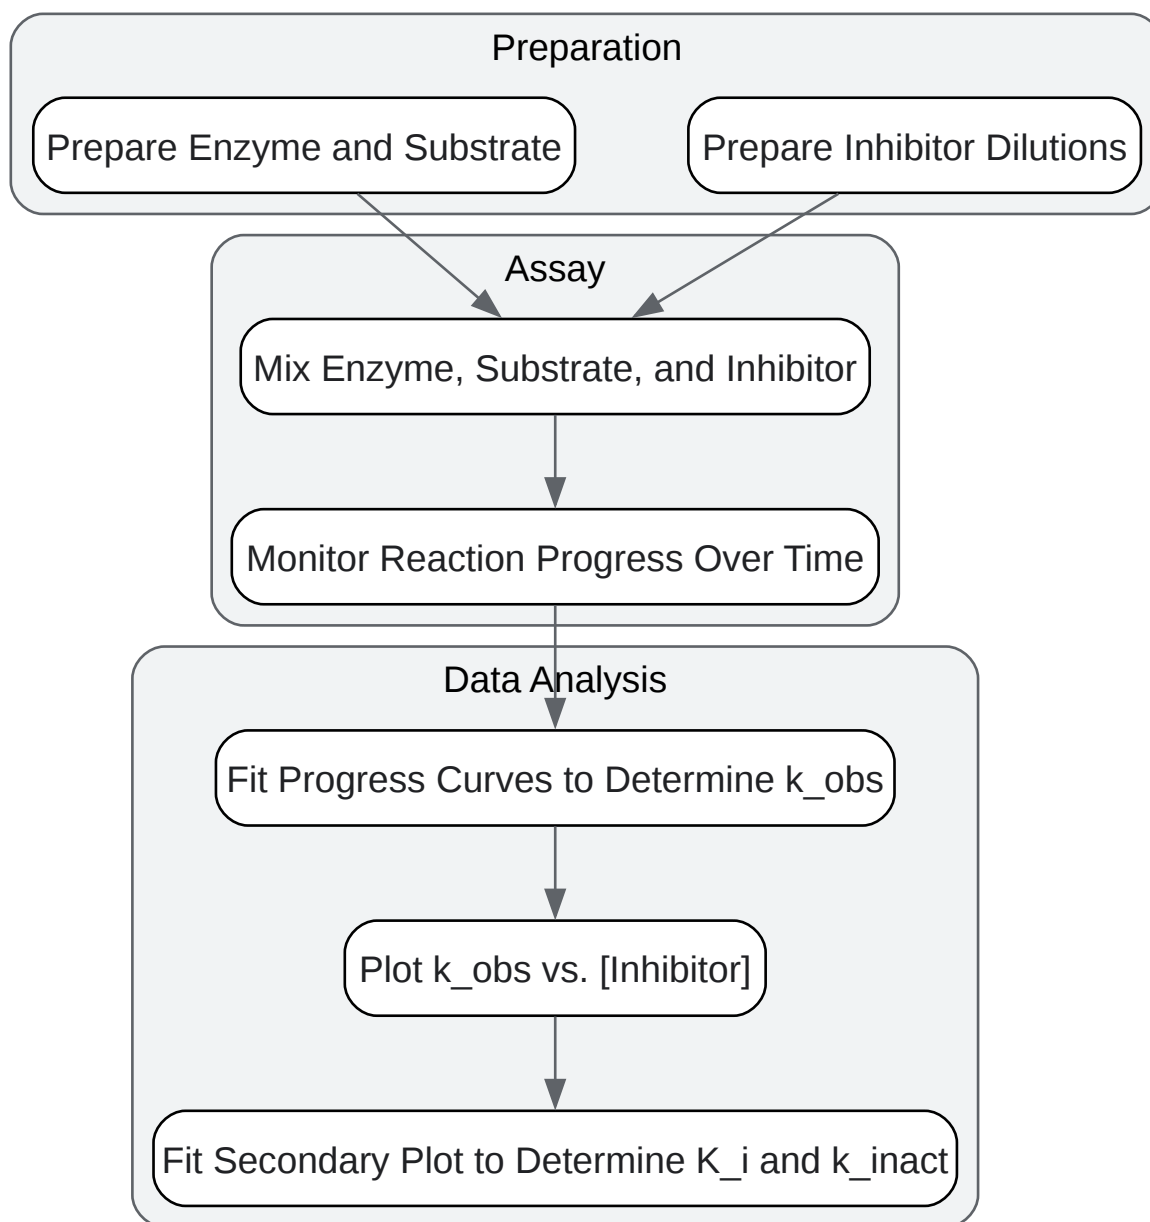 Preparation
Prepare Enzyme and Substrate
Prepare Inhibitor Dilutions
Assay
Mix Enzyme, Substrate, and Inhibitor
Monitor Reaction Progress Over Time
Data Analysis
Fit Progress Curves to Determine k_obs
Plot k_obs vs. [Inhibitor]
Fit Secondary Plot to Determine K_i and k_inact